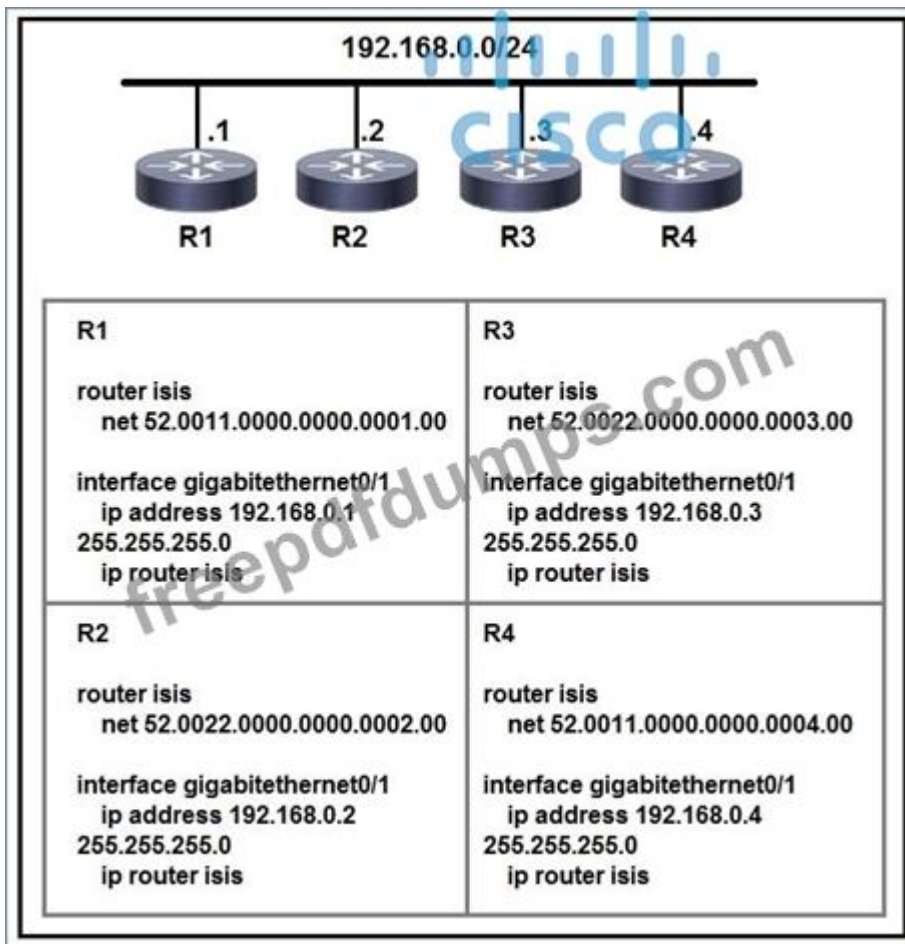 192.168.0.0/24
CISCO
.1
.2
.3
.4
R1
R2
R3
R4
R1
router isis
net 52.0011.0000.0000.0001.00
interface gigabitethernet0/1
ip address 192.168.0.1
255.255.255.0
ip router isis
R3
router isis
net 52.0022.0000.0000.0003.00
interface gigabitethernet0/1
ip address 192.168.0.3
255.255.255.0
ip router isis
R2
router isis
net 52.0022.0000.0000.0002.00
interface gigabitethernet0/1
ip address 192.168.0.2
255.255.255.0
ip router isis
R4
router isis
net 52.0011.0000.0000.0004.00
interface gigabitethernet0/1
ip address 192.168.0.4
255.255.255.0
ip router isis
freepdfdumps.com